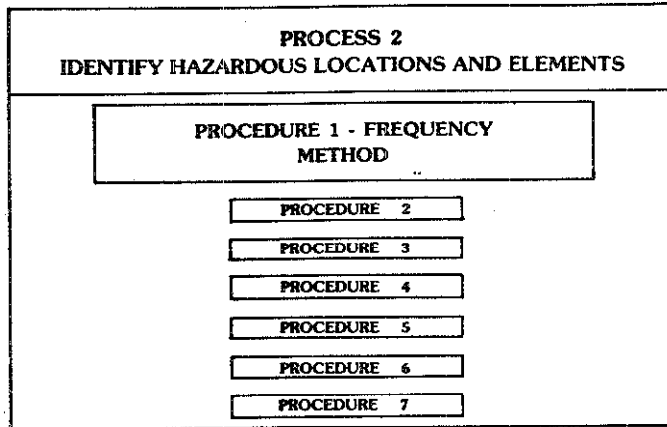 PROCESS 2
IDENTIFY HAZARDOUS LOCATIONS AND ELEMENTS
PROCEDURE 1 - FREQUENCY
METHOD
PROCEDURE 2
PROCEDURE 3
PROCEDURE 4
PROCEDURE 5
PROCEDURE 6
PROCEDURE 7